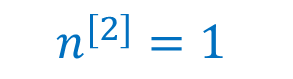 n^[2] = 1